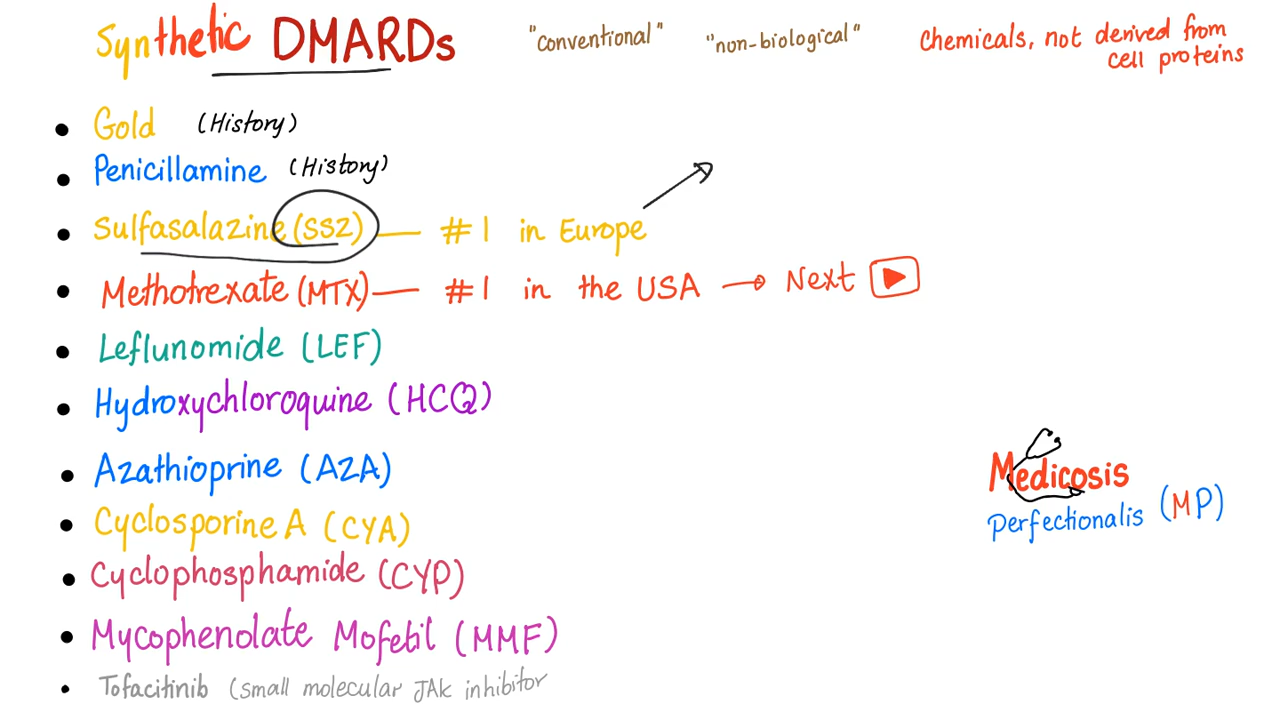 Synthetic DMARDs "conventional" "non-biological" Chemicals, not derived from
cell proteins
• Gold (History)
• Penicillamine (History)
• Sulfasalazine (SSZ) — #1 in Europe
• Methotrexate (MTX) — #1 in the USA → Next
• Leflunomide (LEF)
• Hydroxychloroquine (HCQ)
• Azathioprine (AZA)
• Cyclosporine A (CYA)
• Cyclophosphamide (CYP)
• Mycophenolate Mofetil (MMF)
• Tofacitinib (small molecular JAk inhibitor
Medicosis
Perfectionalis (MP)